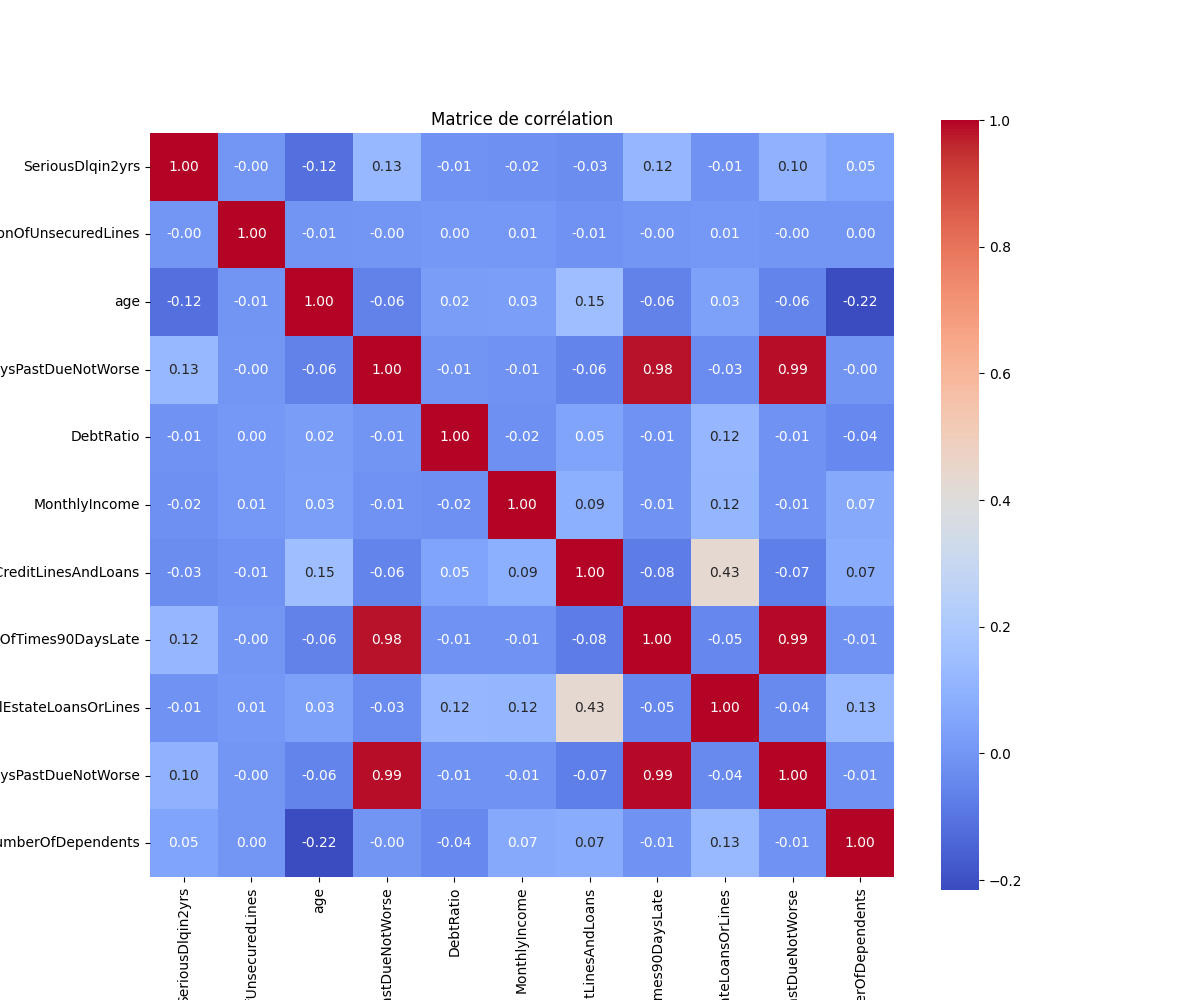 Matrice de corrélation
SeriousDlqin2yrs 1.00 -0.00 -0.12 0.13 -0.01 -0.02 -0.03 0.12 -0.01 0.10 0.05
onOfUnsecuredLines -0.00 1.00 -0.01 -0.00 0.00 0.01 -0.01 -0.00 0.01 -0.00 0.00
age -0.12 -0.01 1.00 -0.06 0.02 0.03 0.15 -0.06 0.03 -0.06 -0.22
ysPastDueNotWorse 0.13 -0.00 -0.06 1.00 -0.01 -0.01 -0.06 0.98 -0.03 0.99 -0.00
DebtRatio -0.01 0.00 0.02 -0.01 1.00 -0.02 0.05 -0.01 0.12 -0.01 -0.04
MonthlyIncome -0.02 0.01 0.03 -0.01 -0.02 1.00 0.09 -0.01 0.12 -0.01 0.07
CreditLinesAndLoans -0.03 -0.01 0.15 -0.06 0.05 0.09 1.00 -0.08 0.43 -0.07 0.07
OfTimes90DaysLate 0.12 -0.00 -0.06 0.98 -0.01 -0.01 -0.08 1.00 -0.05 0.99 -0.01
lEstateLoansOrLines -0.01 0.01 0.03 -0.03 0.12 0.12 0.43 -0.05 1.00 -0.04 0.13
ysPastDueNotWorse 0.10 -0.00 -0.06 0.99 -0.01 -0.01 -0.07 0.99 -0.04 1.00 -0.01
umberOfDependents 0.05 0.00 -0.22 -0.00 -0.04 0.07 0.07 -0.01 0.13 -0.01 1.00
SeriousDlqin2yrs
fUnsecuredLines
age
astDueNotWorse
DebtRatio
MonthlyIncome
tLinesAndLoans
mes90DaysLate
ateLoansOrLines
astDueNotWorse
erOfDependents
1.0
0.8
0.6
0.4
0.2
0.0
−0.2